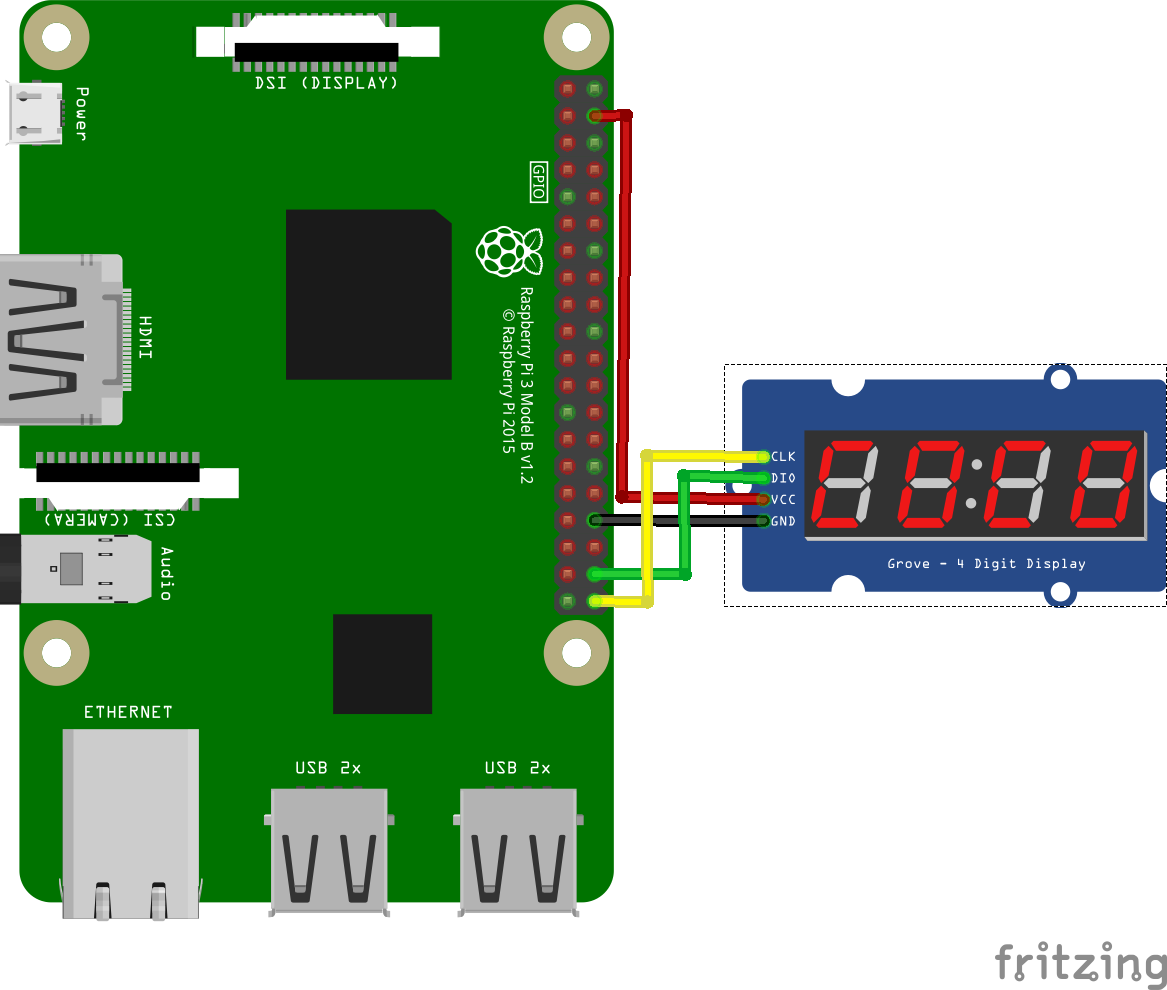 DSI (DISPLAY)
Power
GPIO
Raspberry Pi 3 Model B v1.2
© Raspberry Pi 2015
HDMI
CSI (CAMERA)
Audio
ETHERNET
USB 2x
USB 2x
CLK
DIO
VCC
GND
Grove - 4 Digit Display
fritzing